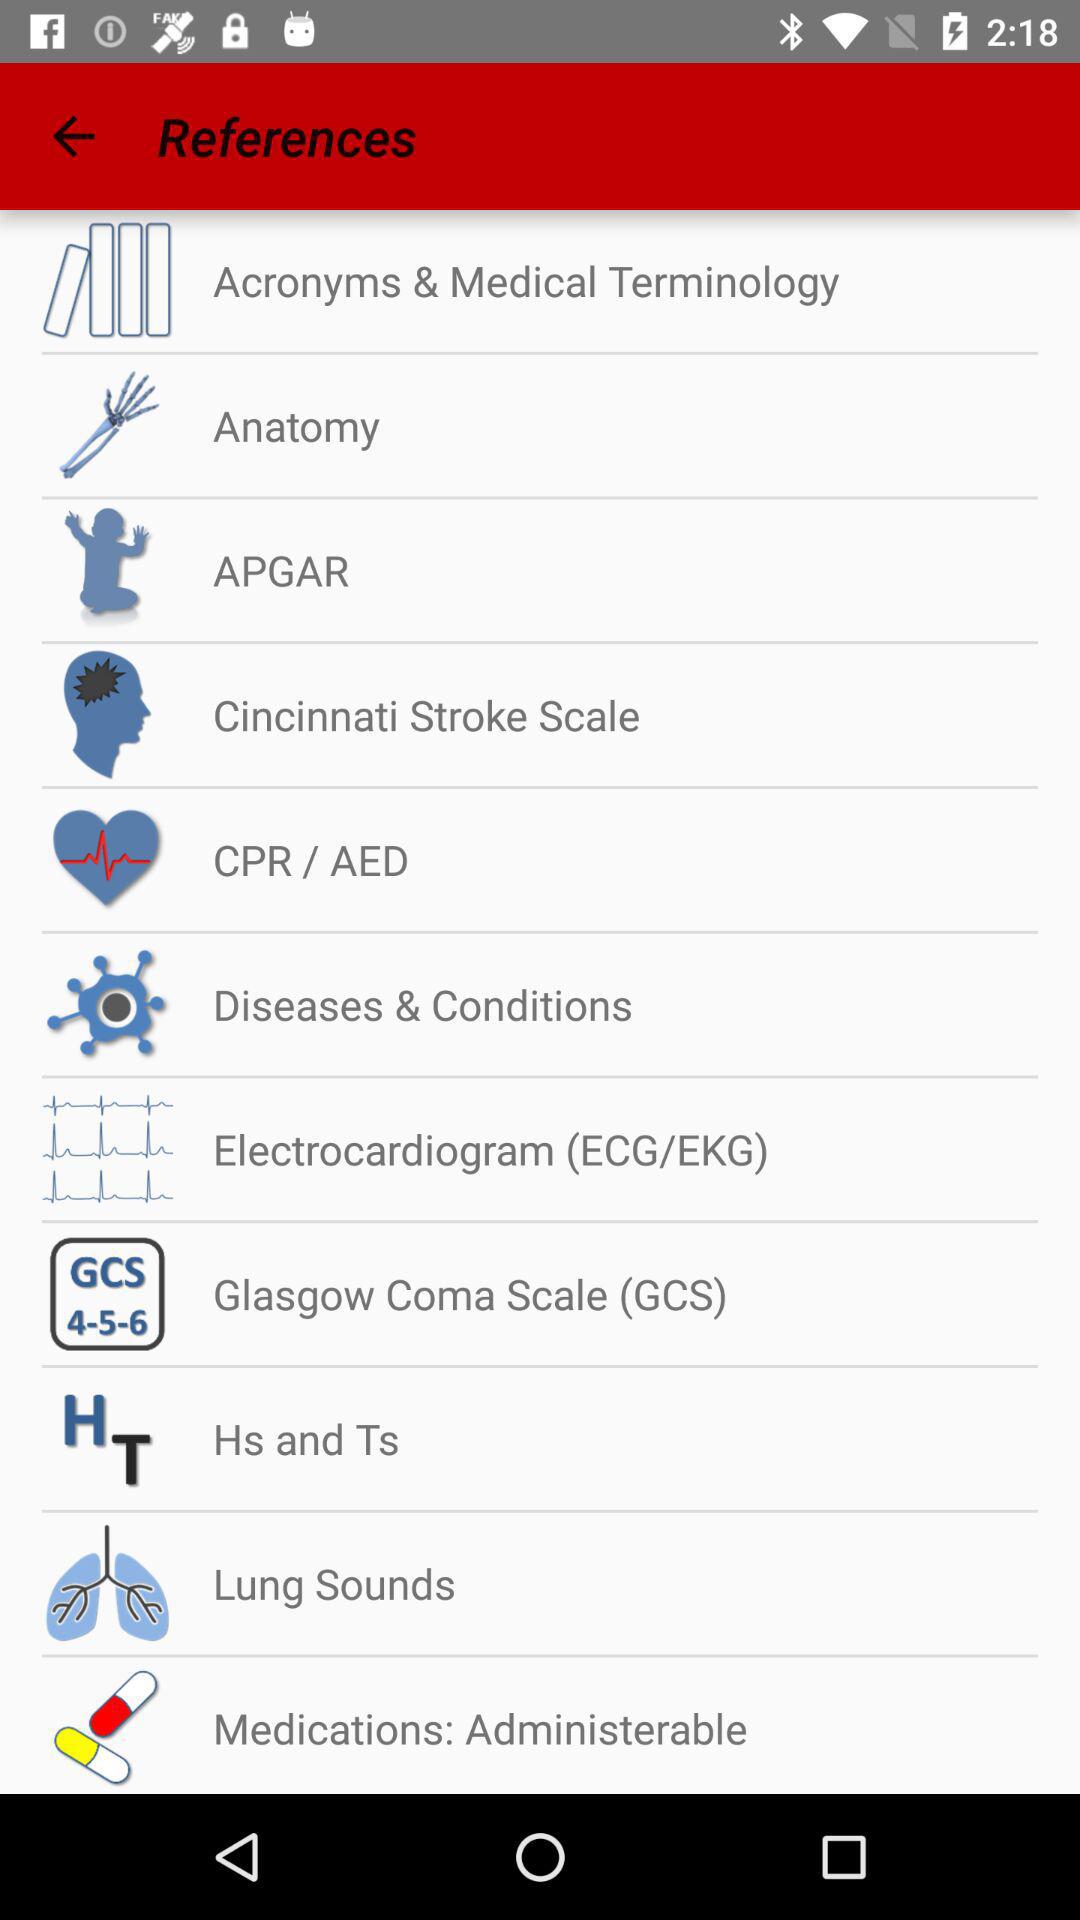 FAKE
2:18
References
Acronyms & Medical Terminology
Anatomy
APGAR
Cincinnati Stroke Scale
CPR / AED
Diseases & Conditions
Electrocardiogram (ECG/EKG)
GCS
4-5-6
Glasgow Coma Scale (GCS)
H
T
Hs and Ts
Lung Sounds
Medications: Administerable